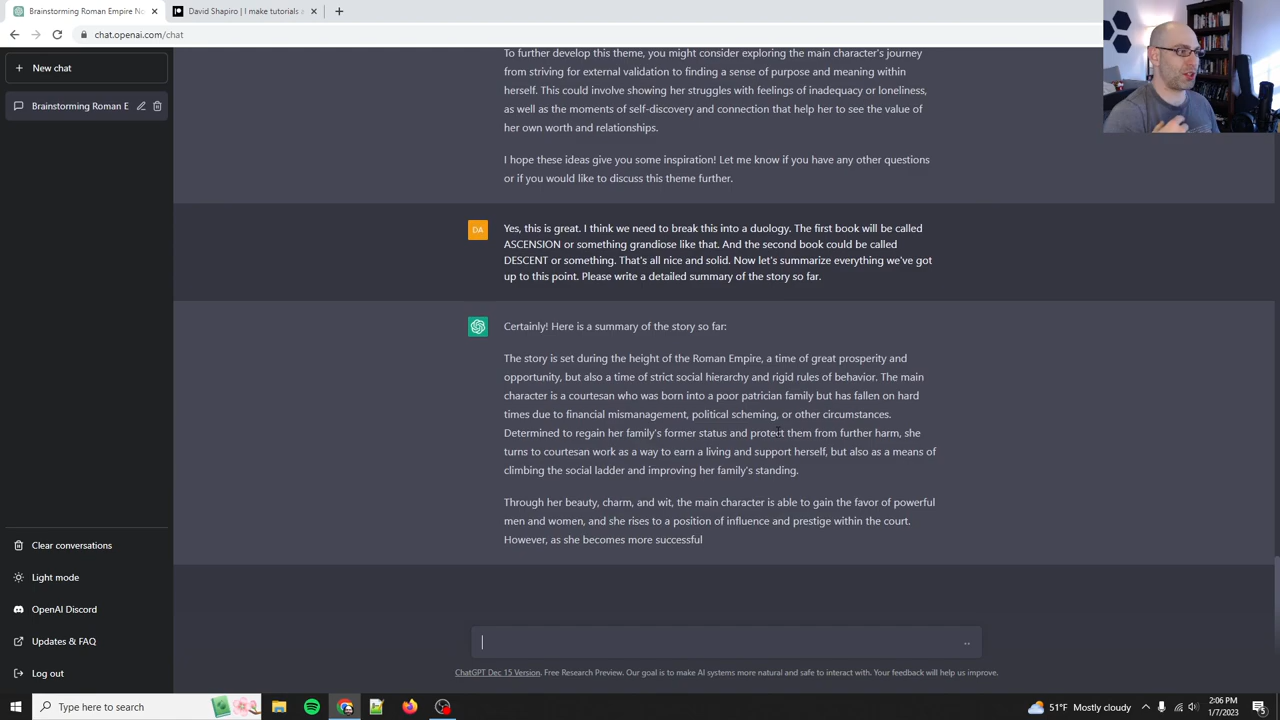 Brainstorming Roman Empire No
David Shapiro | I make tutorials a
chat.openai.com/chat
New chat
Brainstorming Roman E
To further develop this theme, you might consider exploring the main character's journey
from striving for external validation to finding a sense of purpose and meaning within
herself. This could involve showing her struggles with feelings of inadequacy or loneliness,
as well as the moments of self-discovery and connection that help her to see the value of
her own worth and relationships.
I hope these ideas give you some inspiration! Let me know if you have any other questions
or if you would like to discuss this theme further.
DA
Yes, this is great. I think we need to break this into a duology. The first book will be called
ASCENSION or something grandiose like that. And the second book could be called
DESCENT or something. That's all nice and solid. Now let's summarize everything we've got
up to this point. Please write a detailed summary of the story so far.
Certainly! Here is a summary of the story so far:
The story is set during the height of the Roman Empire, a time of great prosperity and
opportunity, but also a time of strict social hierarchy and rigid rules of behavior. The main
character is a courtesan who was born into a poor patrician family but has fallen on hard
times due to financial mismanagement, political scheming, or other circumstances.
Determined to regain her family's former status and protect them from further harm, she
turns to courtesan work as a way to earn a living and support herself, but also as a means of
climbing the social ladder and improving her family's standing.
Through her beauty, charm, and wit, the main character is able to gain the favor of powerful
men and women, and she rises to a position of influence and prestige within the court.
However, as she becomes more successful
Clear conversations
Light mode
OpenAI Discord
Updates & FAQ
Log out
ChatGPT Dec 15 Version. Free Research Preview. Our goal is to make AI systems more natural and safe to interact with. Your feedback will help us improve.
Type here to search
51°F Mostly cloudy
2:06 PM
1/7/2023
5